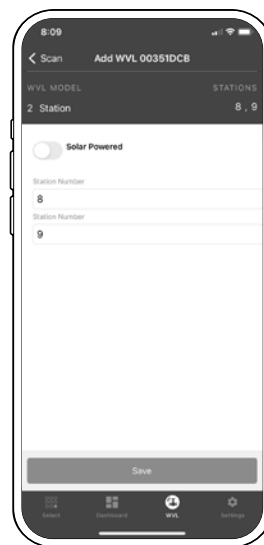 8:09
Scan Add WVL 00351DCB
WVL MODEL STATIONS
2 Station 8 , 9
Solar Powered
Station Number
8
Station Number
9
Save
Select Dashboard WVL Settings